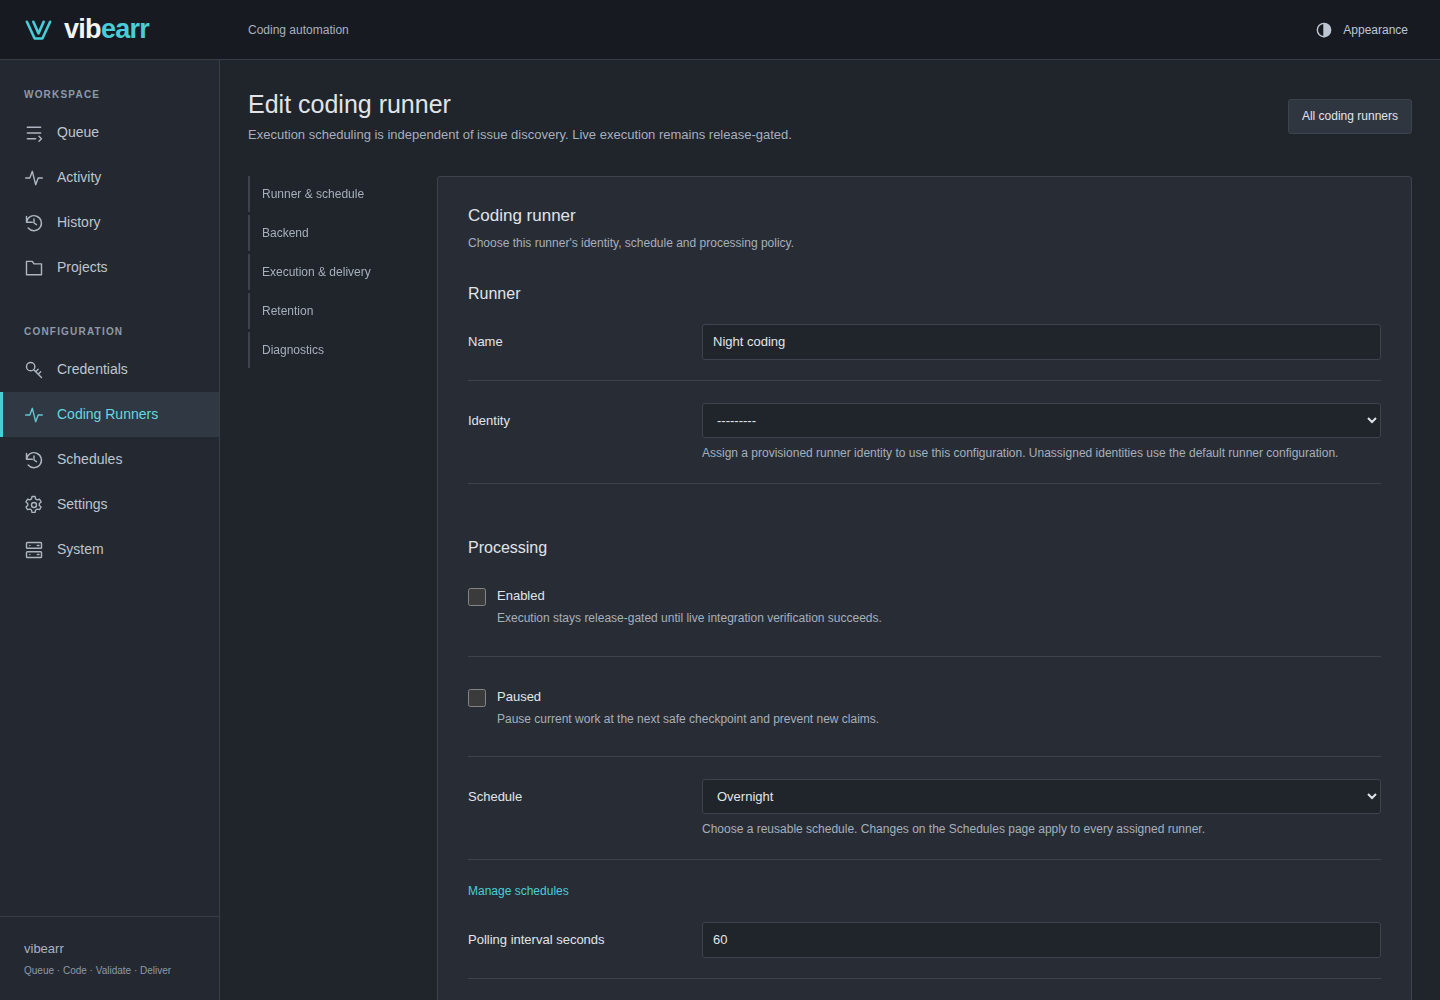 vibearr
Coding automation
Appearance
WORKSPACE
Queue
Activity
History
Projects
CONFIGURATION
Credentials
Coding Runners
Schedules
Settings
System
vibearr
Queue · Code · Validate · Deliver
Edit coding runner
Execution scheduling is independent of issue discovery. Live execution remains release-gated.
All coding runners
Runner & schedule
Backend
Execution & delivery
Retention
Diagnostics
Coding runner
Choose this runner's identity, schedule and processing policy.
Runner
Name
Night coding
Identity
---------
Assign a provisioned runner identity to use this configuration. Unassigned identities use the default runner configuration.
Processing
Enabled
Execution stays release-gated until live integration verification succeeds.
Paused
Pause current work at the next safe checkpoint and prevent new claims.
Schedule
Overnight
Choose a reusable schedule. Changes on the Schedules page apply to every assigned runner.
Manage schedules
Polling interval seconds
60